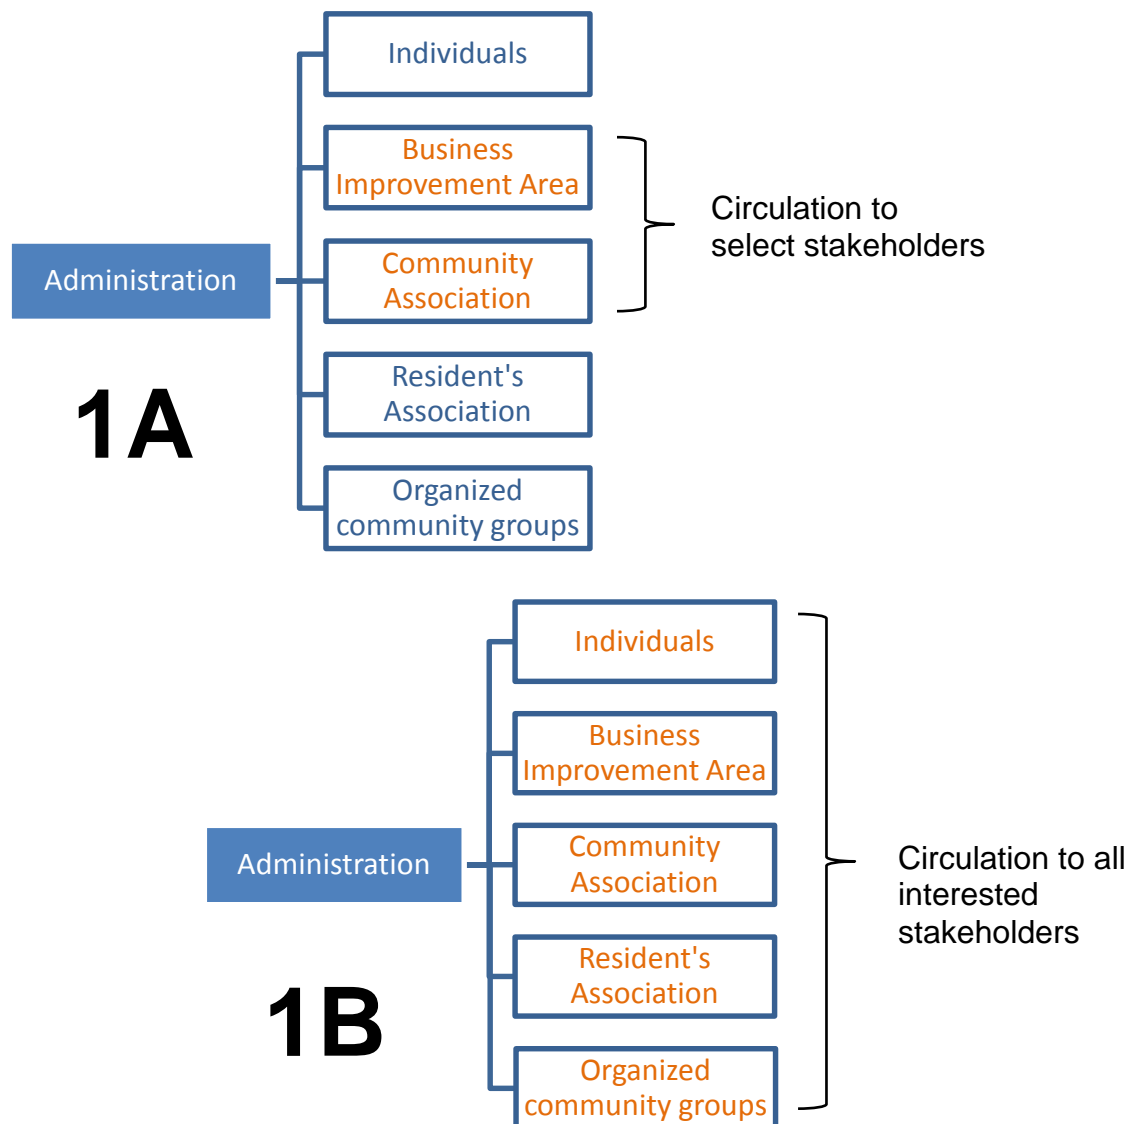 Individuals
Business
Improvement Area
Circulation to
select stakeholders
Administration
Community
Association
Resident's
Association
1A
Organized
community groups
Individuals
Business
Improvement Area
Administration
Community
Association
Circulation to all
interested
stakeholders
Resident's
Association
1B
Organized
community groups